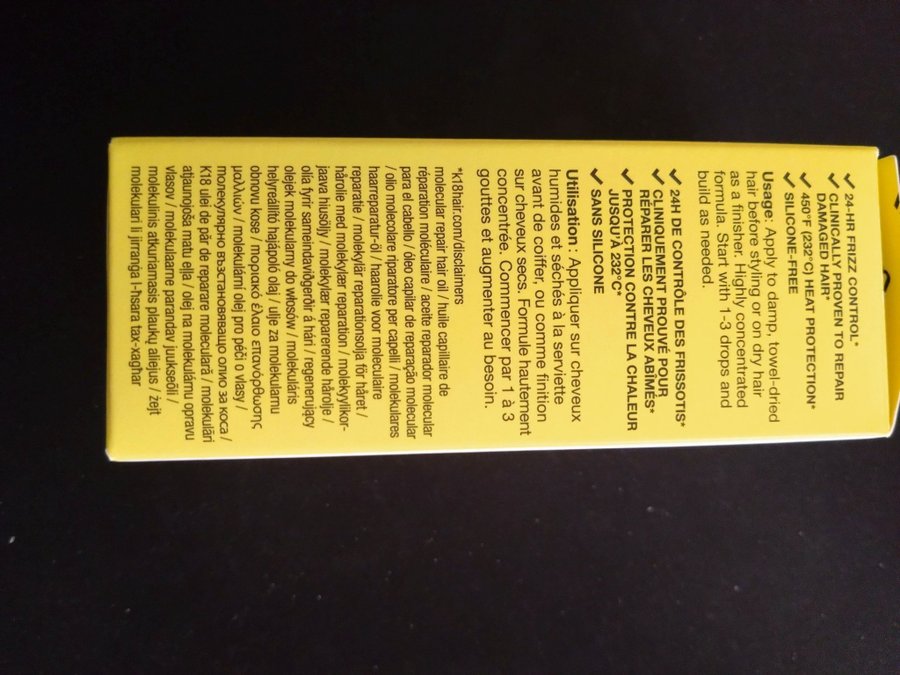 ✓ 24-HR FRIZZ CONTROL*
✓ CLINICALLY PROVEN TO REPAIR
DAMAGED HAIR*
✓ 450°F (232°C) HEAT PROTECTION*
✓ SILICONE-FREE
Usage: Apply to damp, towel-dried
hair before styling or on dry hair
as a finisher. Highly concentrated
formula. Start with 1-3 drops and
build as needed.
✓ 24H DE CONTRÔLE DES FRISSOTIS*
✓ CLINIQUEMENT PROUVÉ POUR
RÉPARER LES CHEVEUX ABÎMÉS*
✓ PROTECTION CONTRE LA CHALEUR
JUSQU'À 232°C*
✓ SANS SILICONE
Utilisation : Appliquer sur cheveux
humides et séchés à la serviette
avant de coiffer, ou comme finition
sur cheveux secs. Formule hautement
concentrée. Commencer par 1 à 3
gouttes et augmenter au besoin.
*k18hair.com/disclaimers
molecular repair hair oil / huile capillaire de
réparation moléculaire / aceite reparador molecular
para el cabello / óleo capilar de reparação molecular
/ olio molecolare riparatore per capelli / molekulares
haarreparatur-öl / haarolie voor moleculaire
reparatie / molekylär reparationsolja för håret /
hårolie med molekylær reparation / molekyylikor-
jaava hiusöljy / molekylær reparerende hårolje /
olía fyrir sameindaviðgerðir á hári / regenerujący
olejek molekularny do włosów / molekuláris
helyreállító hajápoló olaj / ulje za molekularnu
obnovu kose / μοριακό έλαιο επανόρθωσης
μαλλιών / molekulární olej pro péči o vlasy /
молекулярно възстановяващо олио за коса /
K18 ulei de păr de reparare moleculară / molekulāri
atjaunojoša matu eļļa / olej na molekulárnu opravu
vlasov / molekulaarne parandav juukseõli /
molekulinis atkuriamasis plaukų aliejus / żejt
molekulari li jirranġa l-ħsara tax-xagħar